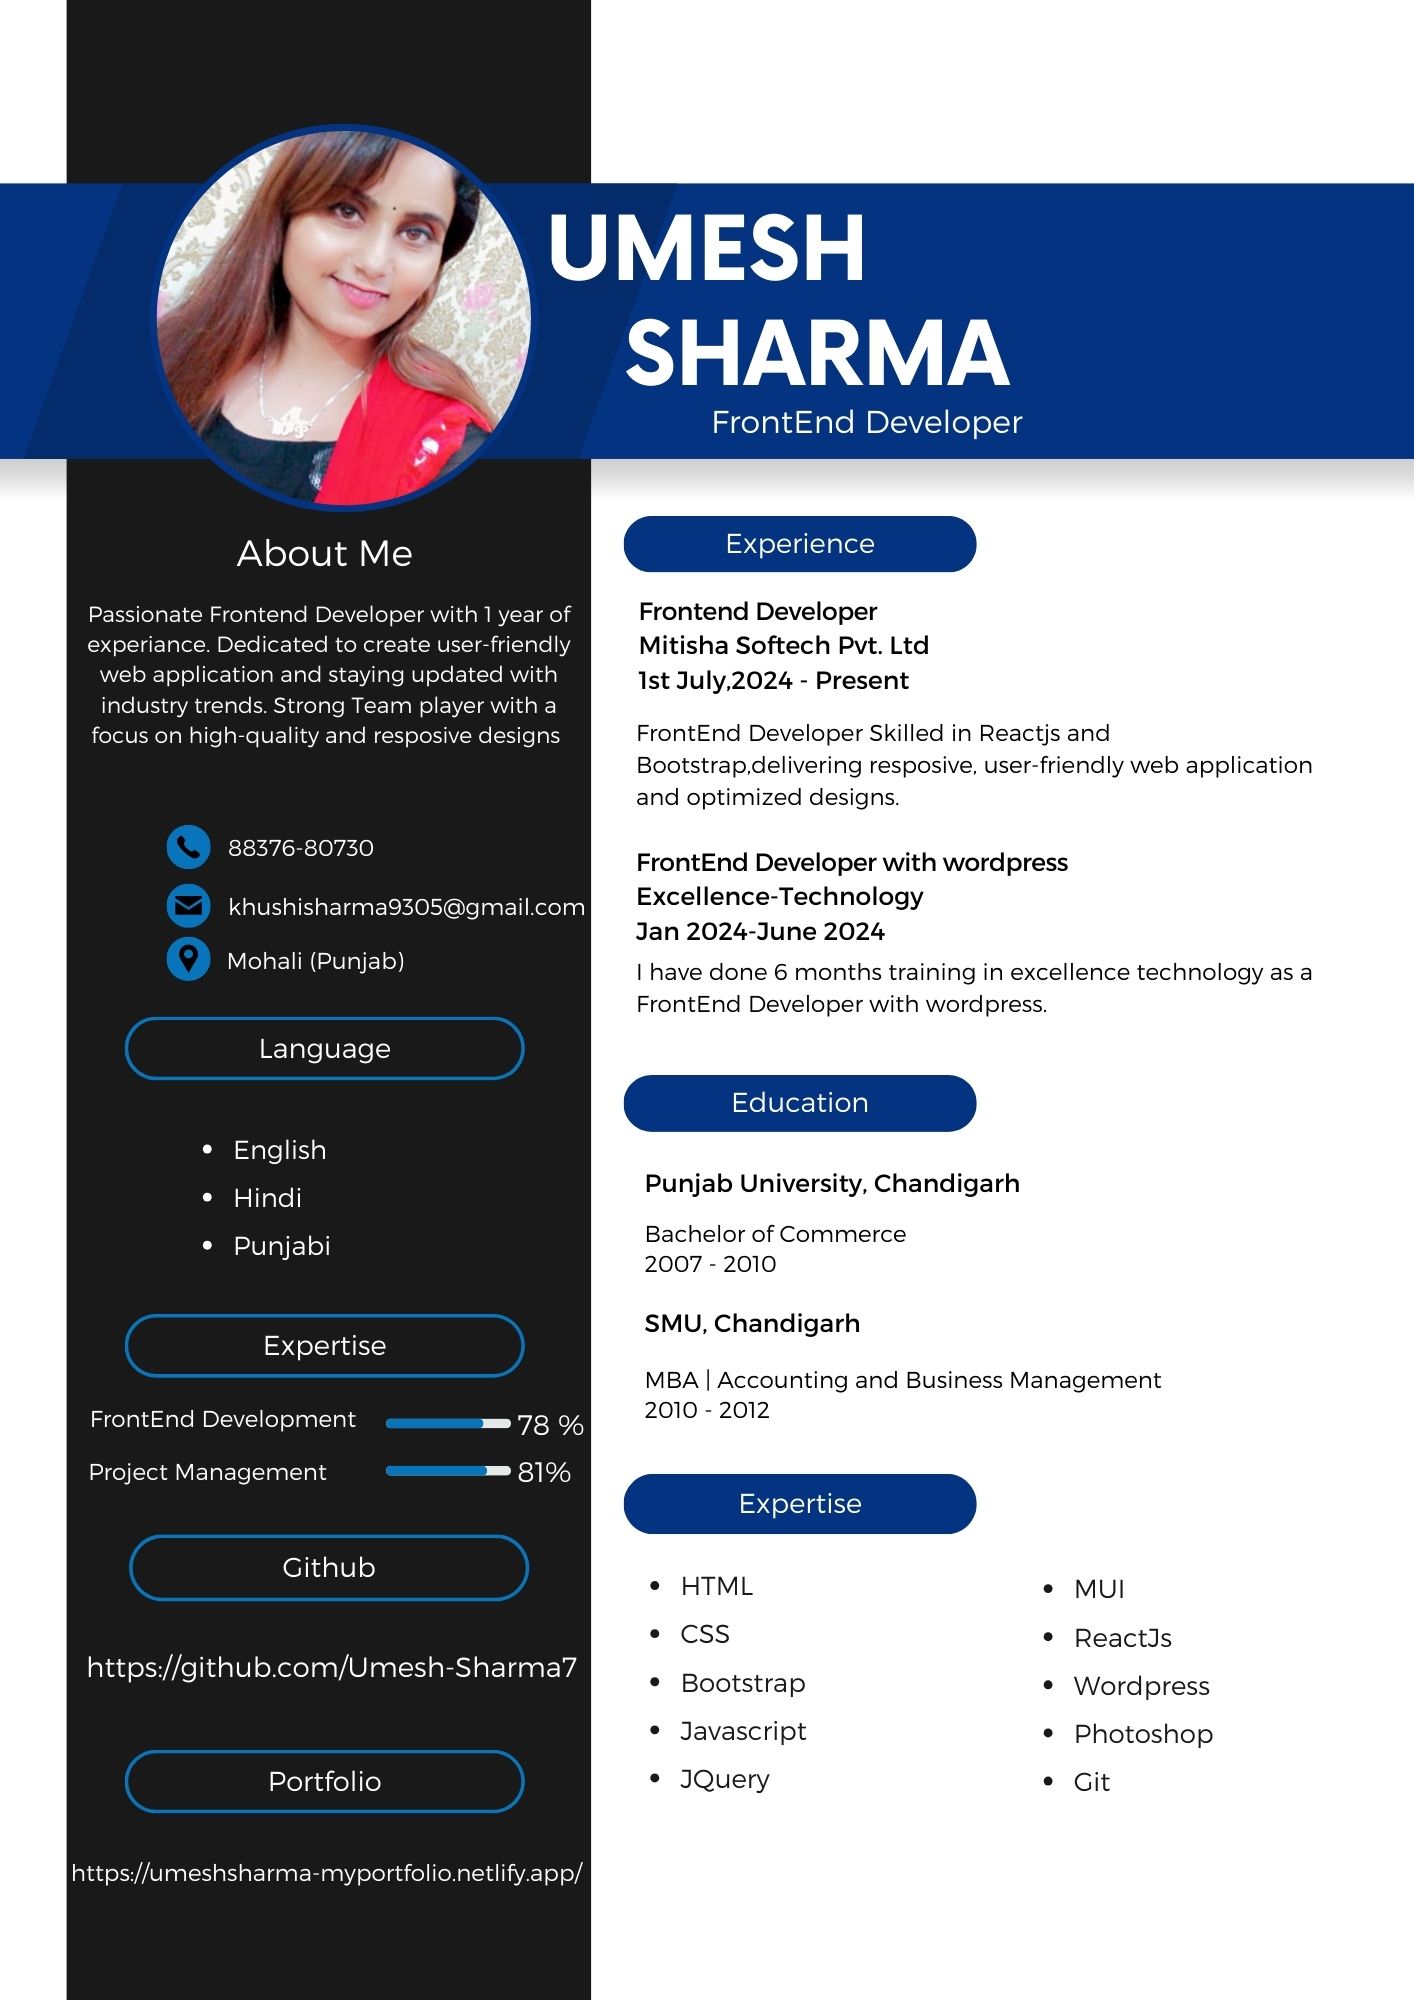 UMESH
SHARMA
FrontEnd Developer
About Me
Passionate Frontend Developer with 1 year of
experiance. Dedicated to create user-friendly
web application and staying updated with
industry trends. Strong Team player with a
focus on high-quality and resposive designs
88376-80730
khushisharma9305@gmail.com
Mohali (Punjab)
Language
English
Hindi
Punjabi
Expertise
FrontEnd Development 78 %
Project Management 81%
Github
https://github.com/Umesh-Sharma7
Portfolio
https://umeshsharma-myportfolio.netlify.app/
Experience
Frontend Developer
Mitisha Softech Pvt. Ltd
1st July,2024 - Present
FrontEnd Developer Skilled in Reactjs and
Bootstrap,delivering resposive, user-friendly web application
and optimized designs.
FrontEnd Developer with wordpress
Excellence-Technology
Jan 2024-June 2024
I have done 6 months training in excellence technology as a
FrontEnd Developer with wordpress.
Education
Punjab University, Chandigarh
Bachelor of Commerce
2007 - 2010
SMU, Chandigarh
MBA | Accounting and Business Management
2010 - 2012
Expertise
HTML
CSS
Bootstrap
Javascript
JQuery
MUI
ReactJs
Wordpress
Photoshop
Git